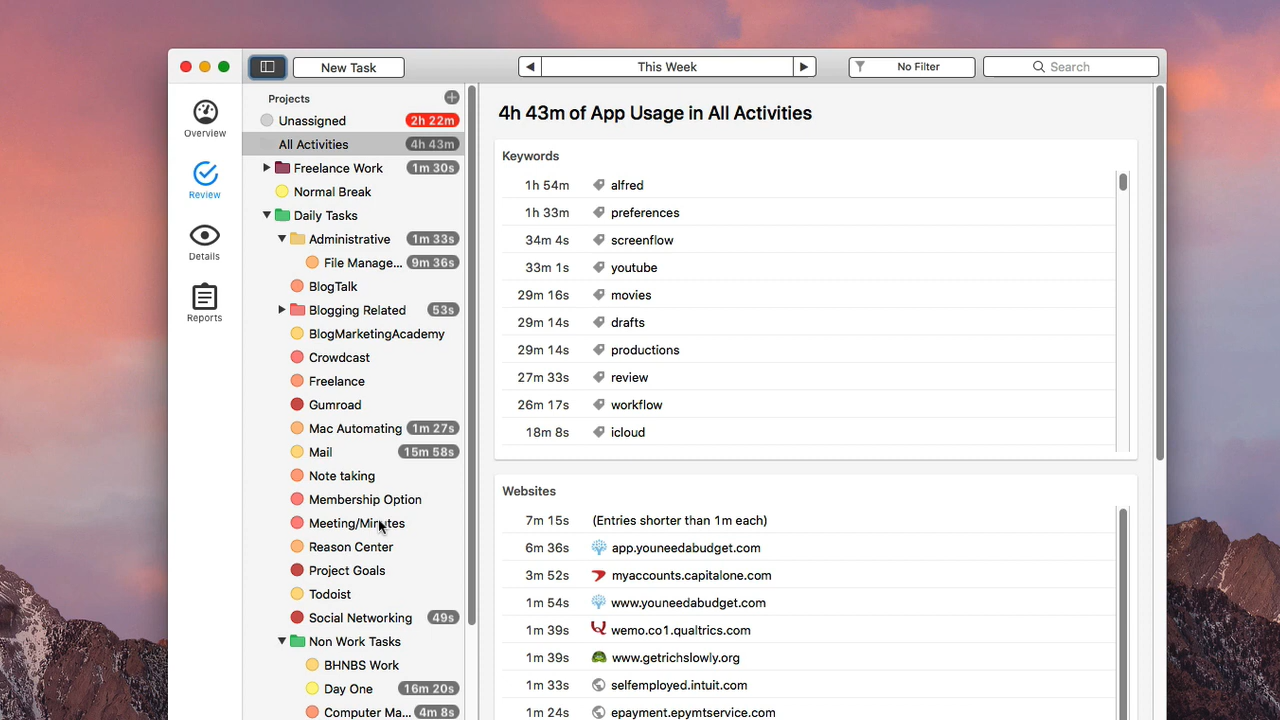 New Task
This Week
No Filter
Search
Overview
Review
Details
Reports
Projects
Unassigned 2h 22m
All Activities 4h 43m
Freelance Work 1m 30s
Normal Break
Daily Tasks
Administrative 1m 33s
File Manage... 9m 36s
BlogTalk
Blogging Related 53s
BlogMarketingAcademy
Crowdcast
Freelance
Gumroad
Mac Automating 1m 27s
Mail 15m 58s
Note taking
Membership Option
Meeting/Minutes
Reason Center
Project Goals
Todoist
Social Networking 49s
Non Work Tasks
BHNBS Work
Day One 16m 20s
Computer Ma... 4m 8s
4h 43m of App Usage in All Activities
Keywords
1h 54m alfred
1h 33m preferences
34m 4s screenflow
33m 1s youtube
29m 16s movies
29m 14s drafts
29m 14s productions
27m 33s review
26m 17s workflow
18m 8s icloud
Websites
7m 15s (Entries shorter than 1m each)
6m 36s app.youneedabudget.com
3m 52s myaccounts.capitalone.com
1m 54s www.youneedabudget.com
1m 39s wemo.co1.qualtrics.com
1m 39s www.getrichslowly.org
1m 33s selfemployed.intuit.com
1m 24s epayment.epymtservice.com